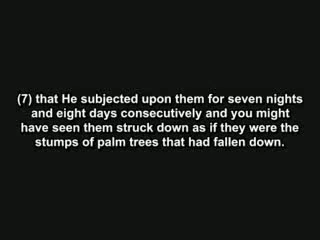 (7) that He subjected upon them for seven nights
and eight days consecutively and you might
have seen them struck down as if they were the
stumps of palm trees that had fallen down.